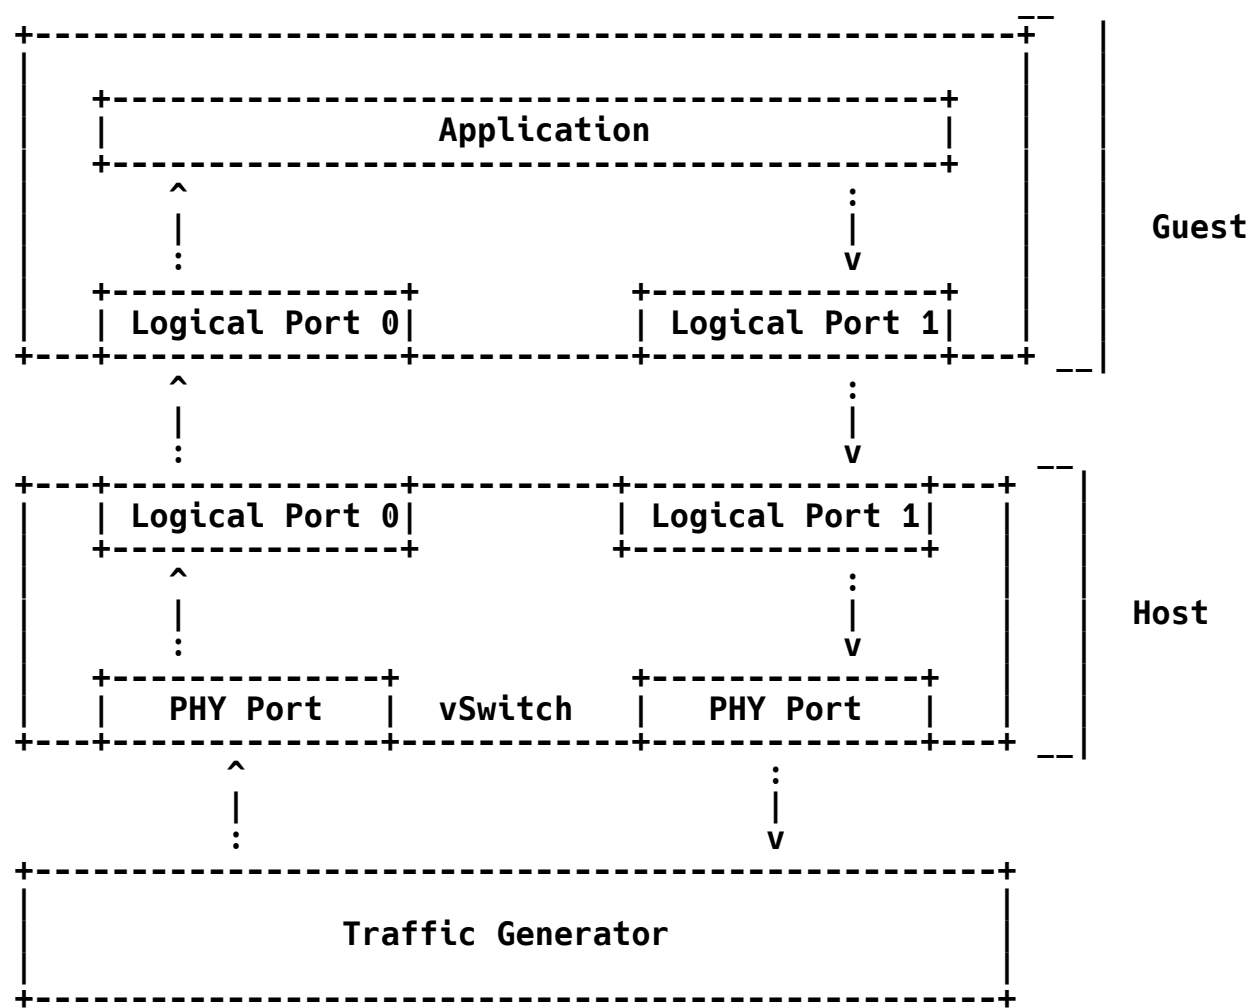 Application
Guest
Logical Port 0 Logical Port 1
Logical Port 0 Logical Port 1
Host
PHY Port vSwitch PHY Port
Traffic Generator